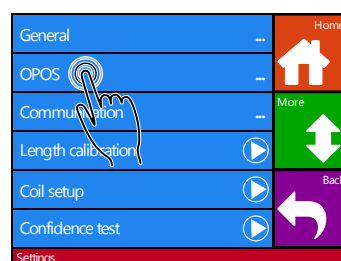 General ...
Home
OPOS ...
Communication ...
More
Length calibration
Coil setup
Back
Confidence test
Settings